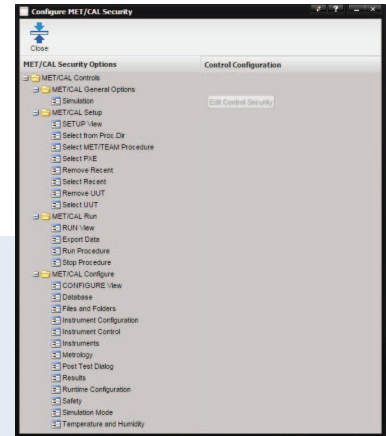 Configure MET/CAL Security
Close
MET/CAL Security Options
Control Configuration
MET/CAL Controls
MET/CAL General Options
Simulation
Edit Control Security
MET/CAL Setup
SETUP View
Select from Proc.Dir
Select MET/TEAM Procedure
Select PXE
Remove Recent
Select Recent
Remove UUT
Select UUT
MET/CAL Run
RUN View
Export Data
Run Procedure
Stop Procedure
MET/CAL Configure
CONFIGURE View
Database
Files and Folders
Instrument Configuration
Instrument Control
Instruments
Metrology
Post Test Dialog
Results
Runtime Configuration
Safety
Simulation Mode
Temperature and Humidity